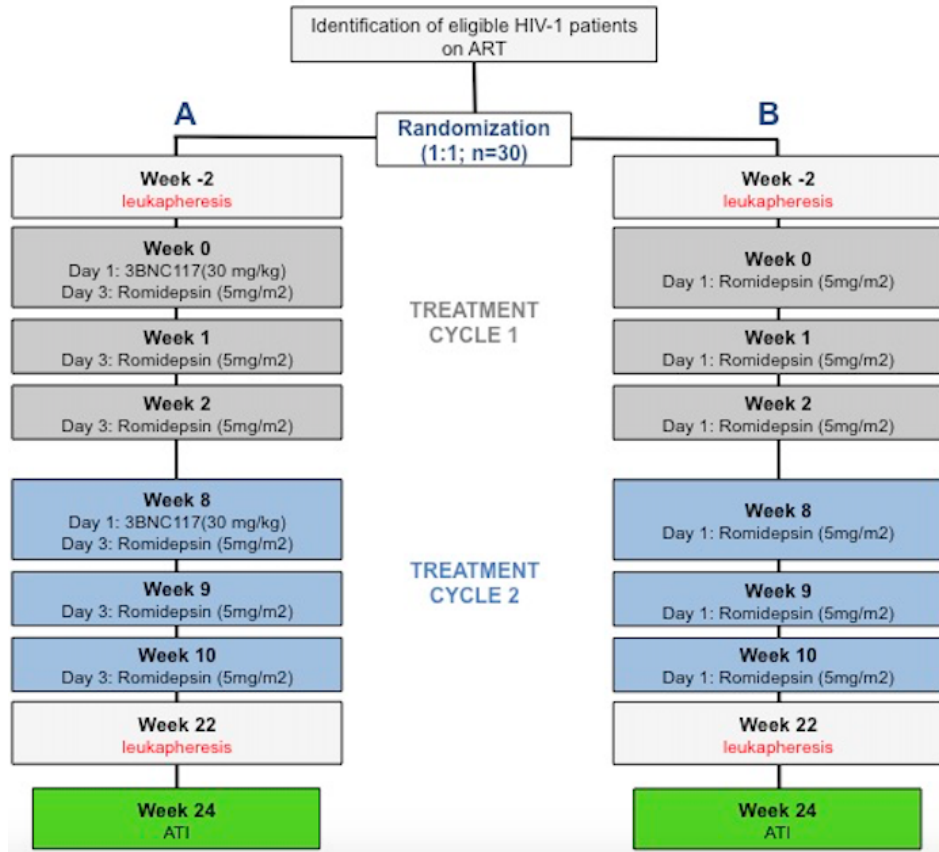 Identification of eligible HIV-1 patients
on ART
A
Randomization
(1:1; n=30)
B
Week -2
leukapheresis
Week 0
Day 1: 3BNC117(30 mg/kg)
Day 3: Romidepsin (5mg/m2)
Week 1
Day 3: Romidepsin (5mg/m2)
Week 2
Day 3: Romidepsin (5mg/m2)
Week 8
Day 1: 3BNC117(30 mg/kg)
Day 3: Romidepsin (5mg/m2)
Week 9
Day 3: Romidepsin (5mg/m2)
Week 10
Day 3: Romidepsin (5mg/m2)
Week 22
leukapheresis
Week 24
ATI
TREATMENT
CYCLE 1
TREATMENT
CYCLE 2
Week -2
leukapheresis
Week 0
Day 1: Romidepsin (5mg/m2)
Week 1
Day 1: Romidepsin (5mg/m2)
Week 2
Day 1: Romidepsin (5mg/m2)
Week 8
Day 1: Romidepsin (5mg/m2)
Week 9
Day 1: Romidepsin (5mg/m2)
Week 10
Day 1: Romidepsin (5mg/m2)
Week 22
leukapheresis
Week 24
ATI